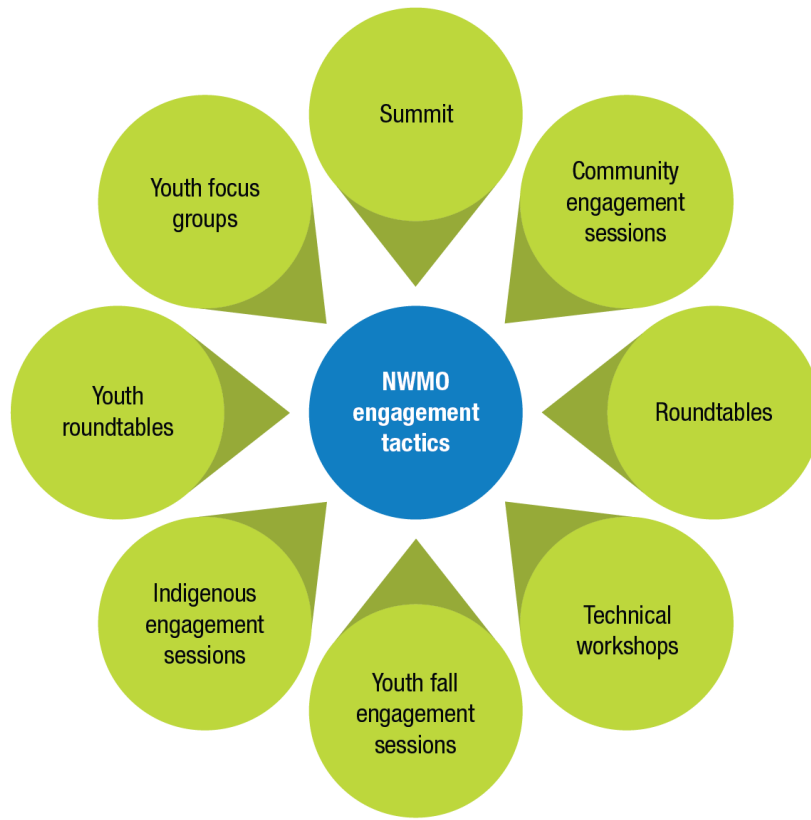 Summit
Community
engagement
sessions
Roundtables
Technical
workshops
Youth fall
engagement
sessions
Indigenous
engagement
sessions
Youth
roundtables
Youth focus
groups
NWMO
engagement
tactics